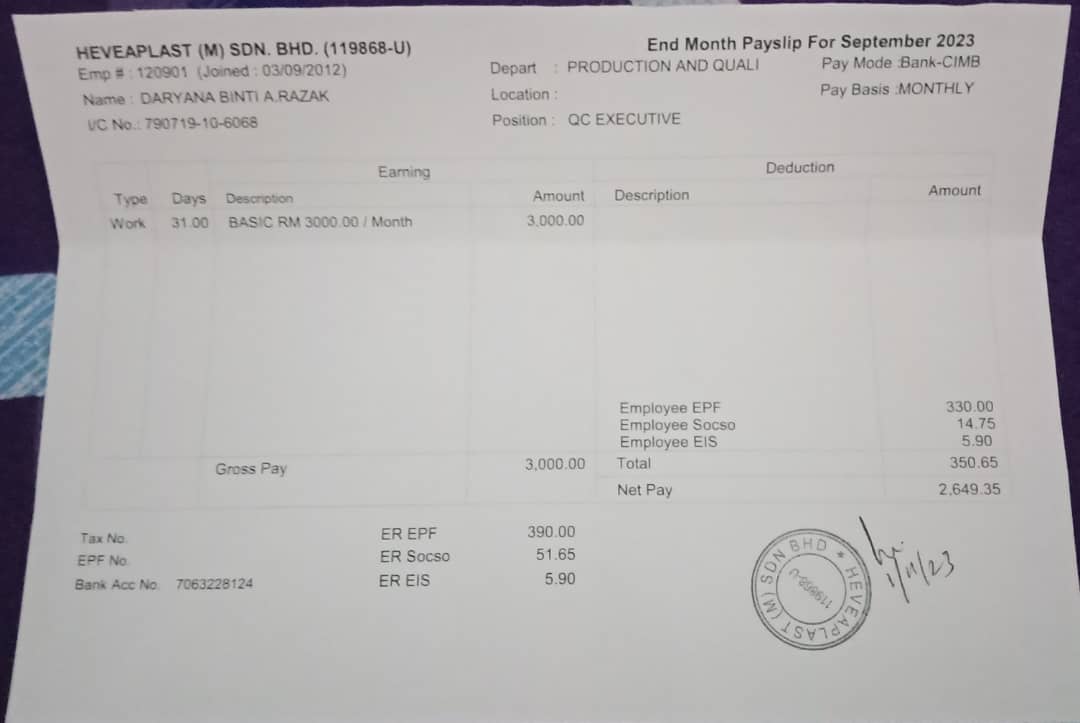 HEVEAPLAST (M) SDN. BHD. (119868-U) End Month Payslip For September 2023
Emp # : 120901 (Joined : 03/09/2012) Depart : PRODUCTION AND QUALI Pay Mode :Bank-CIMB
Name : DARYANA BINTI A.RAZAK Location : Pay Basis :MONTHLY
I/C No.: 790719-10-6068 Position : QC EXECUTIVE
Earning Deduction
Type Days Description Amount Description Amount
Work 31.00 BASIC RM 3000.00 / Month 3,000.00
Employee EPF 330.00
Employee Socso 14.75
Employee EIS 5.90
Gross Pay 3,000.00 Total 350.65
Net Pay 2,649.35
Tax No. ER EPF 390.00
EPF No. ER Socso 51.65
Bank Acc No. 7063228124 ER EIS 5.90
HEVEAPLAST (M) SDN BHD *
119868-U
1/11/23